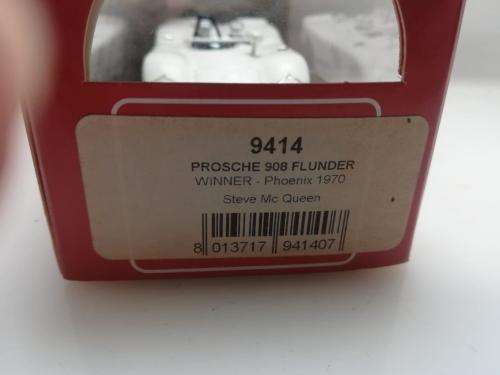 9414
PROSCHE 908 FLUNDER
WINNER - Phoenix 1970
Steve Mc Queen
8 013717 941407